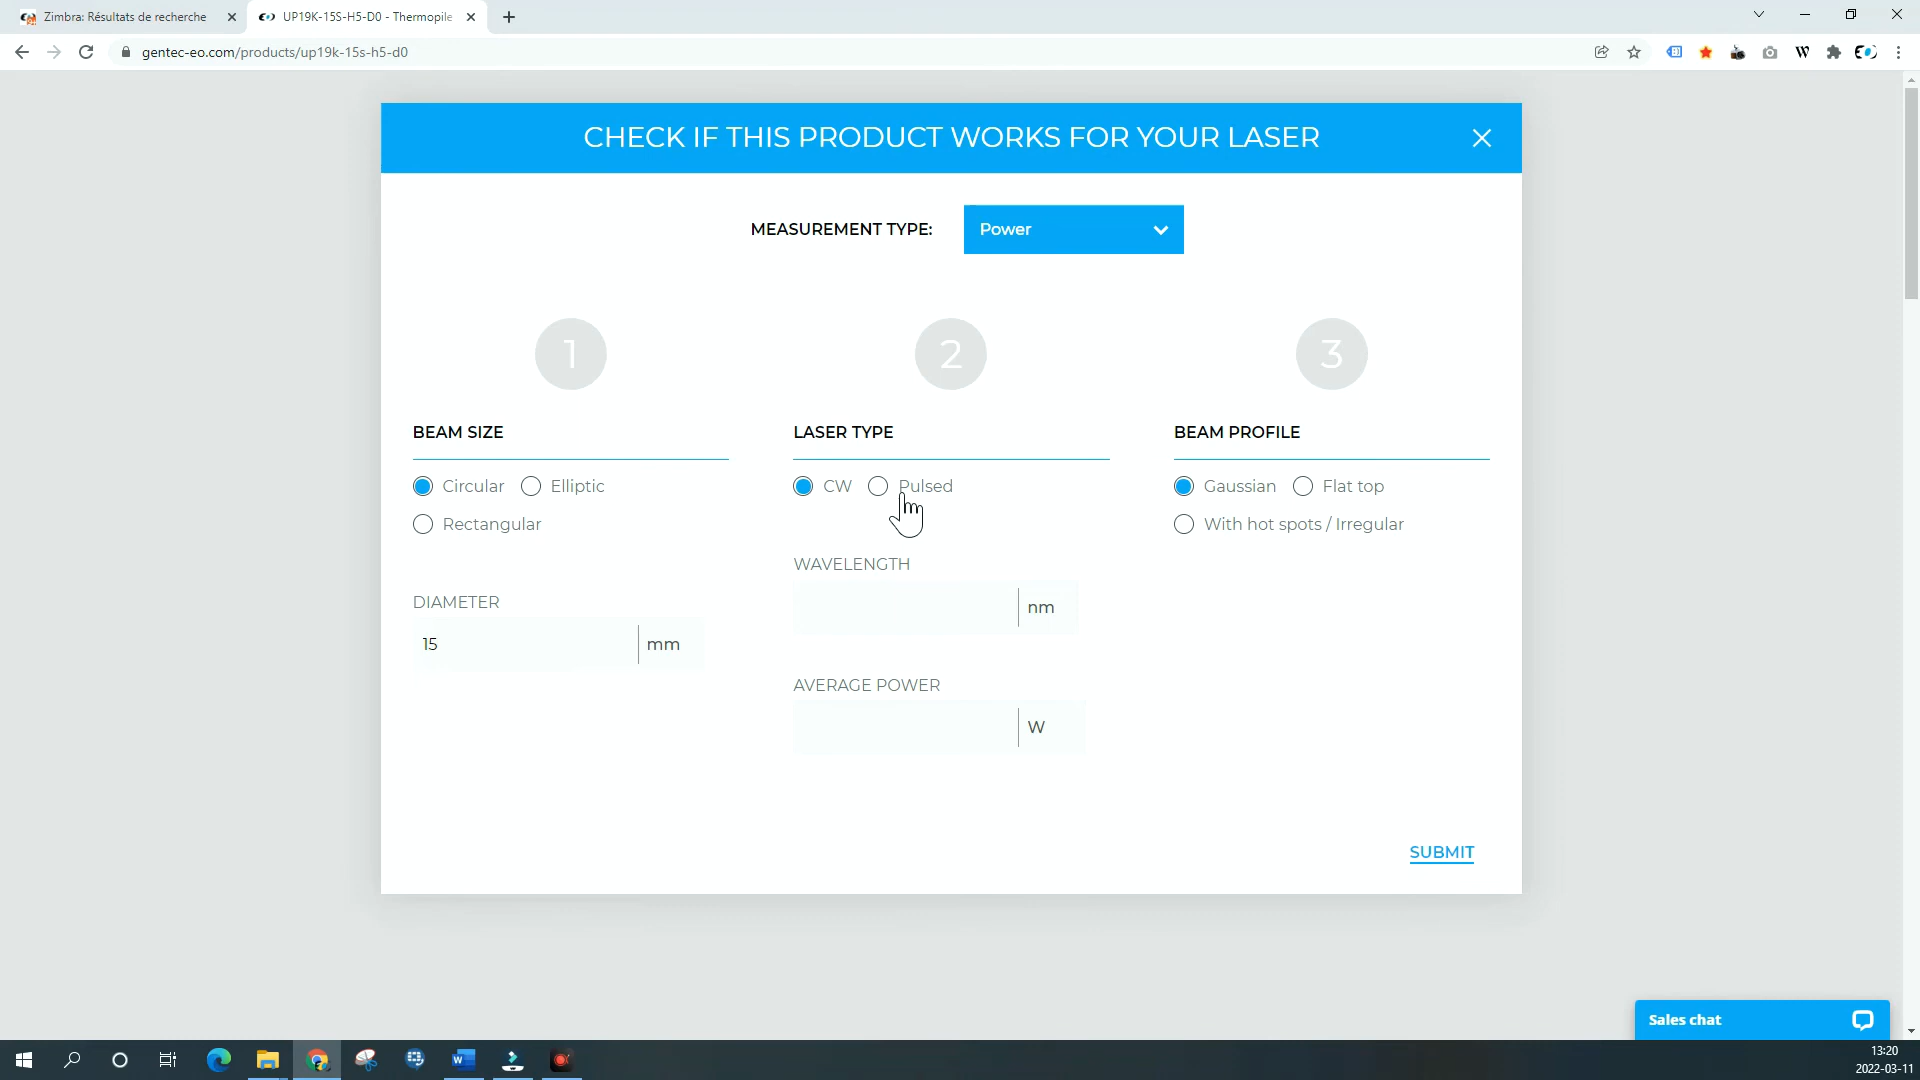 Zimbra: Résultats de recherche
UP19K-15S-H5-D0 - Thermopile
gentec-eo.com/products/up19k-15s-h5-d0
CHECK IF THIS PRODUCT WORKS FOR YOUR LASER
MEASUREMENT TYPE:
Power
1
2
3
BEAM SIZE
LASER TYPE
BEAM PROFILE
Circular
Elliptic
CW
Pulsed
Gaussian
Flat top
Rectangular
With hot spots / Irregular
WAVELENGTH
nm
DIAMETER
15
mm
AVERAGE POWER
W
SUBMIT
Sales chat
13:20
2022-03-11